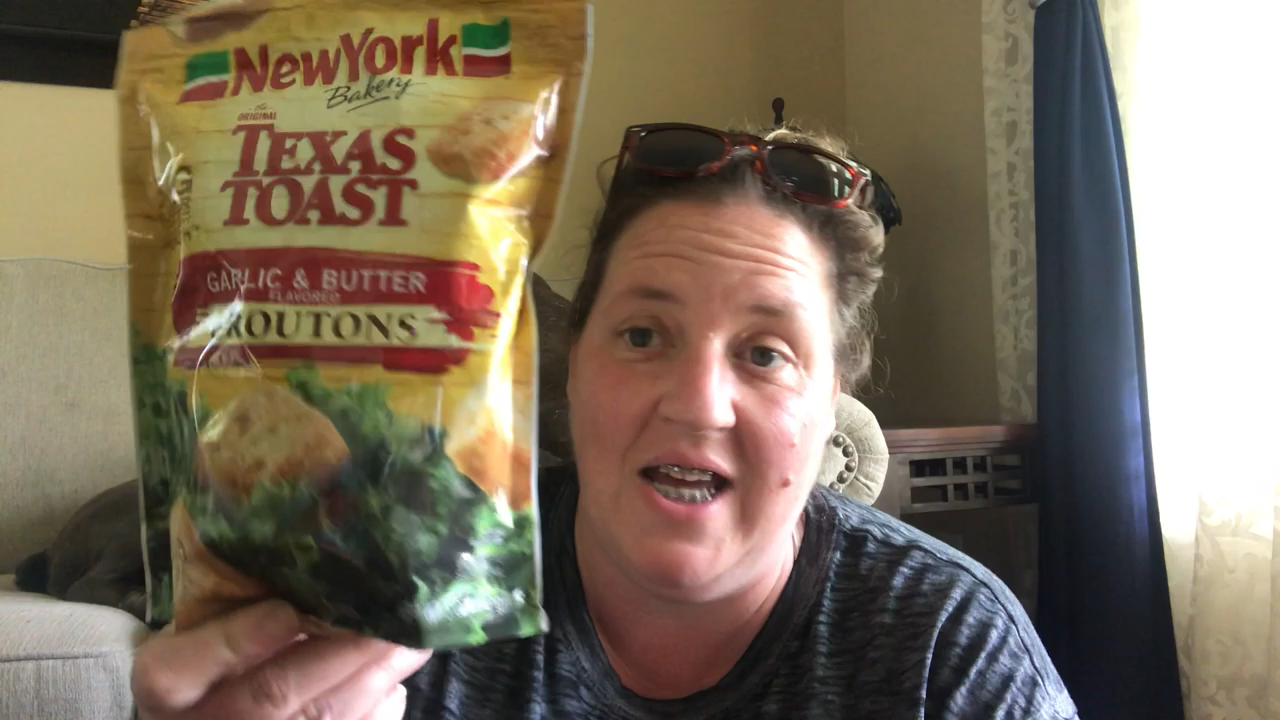 NewYork
Bakery
the
ORIGINAL
TEXAS
TOAST
GARLIC & BUTTER
FLAVORED
CROUTONS